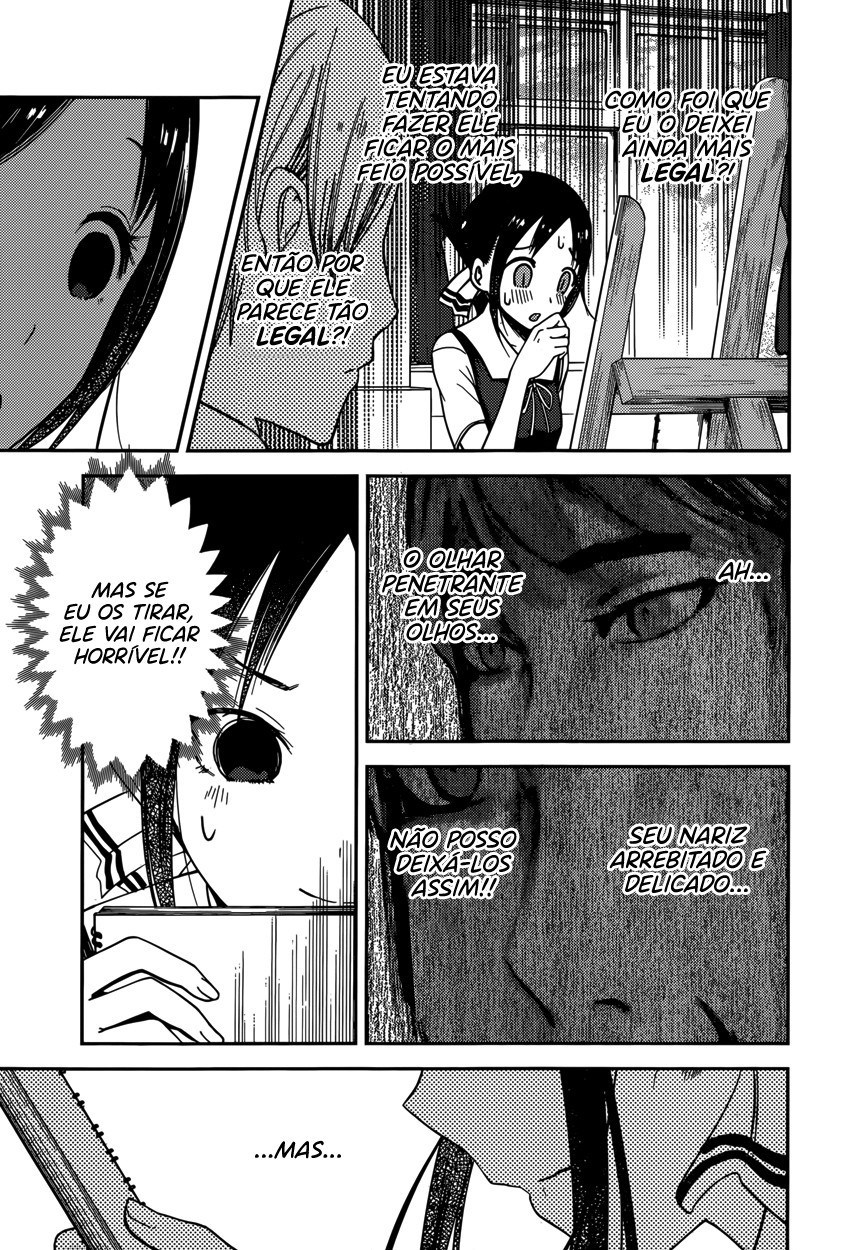 COMO FOI QUE
EU O DEIXEI
AINDA MAIS
LEGAL?!
EU ESTAVA
TENTANDO
FAZER ELE
FICAR O MAIS
FEIO POSSÍVEL,
ENTÃO POR
QUE ELE
PARECE TÃO
LEGAL?!
AH...
O OLHAR
PENETRANTE
EM SEUS
OLHOS...
SEU NARIZ
ARREBITADO E
DELICADO...
NÃO POSSO
DEIXÁ-LOS
ASSIM!!
MAS SE
EU OS TIRAR,
ELE VAI FICAR
HORRÍVEL!!
...MAS...